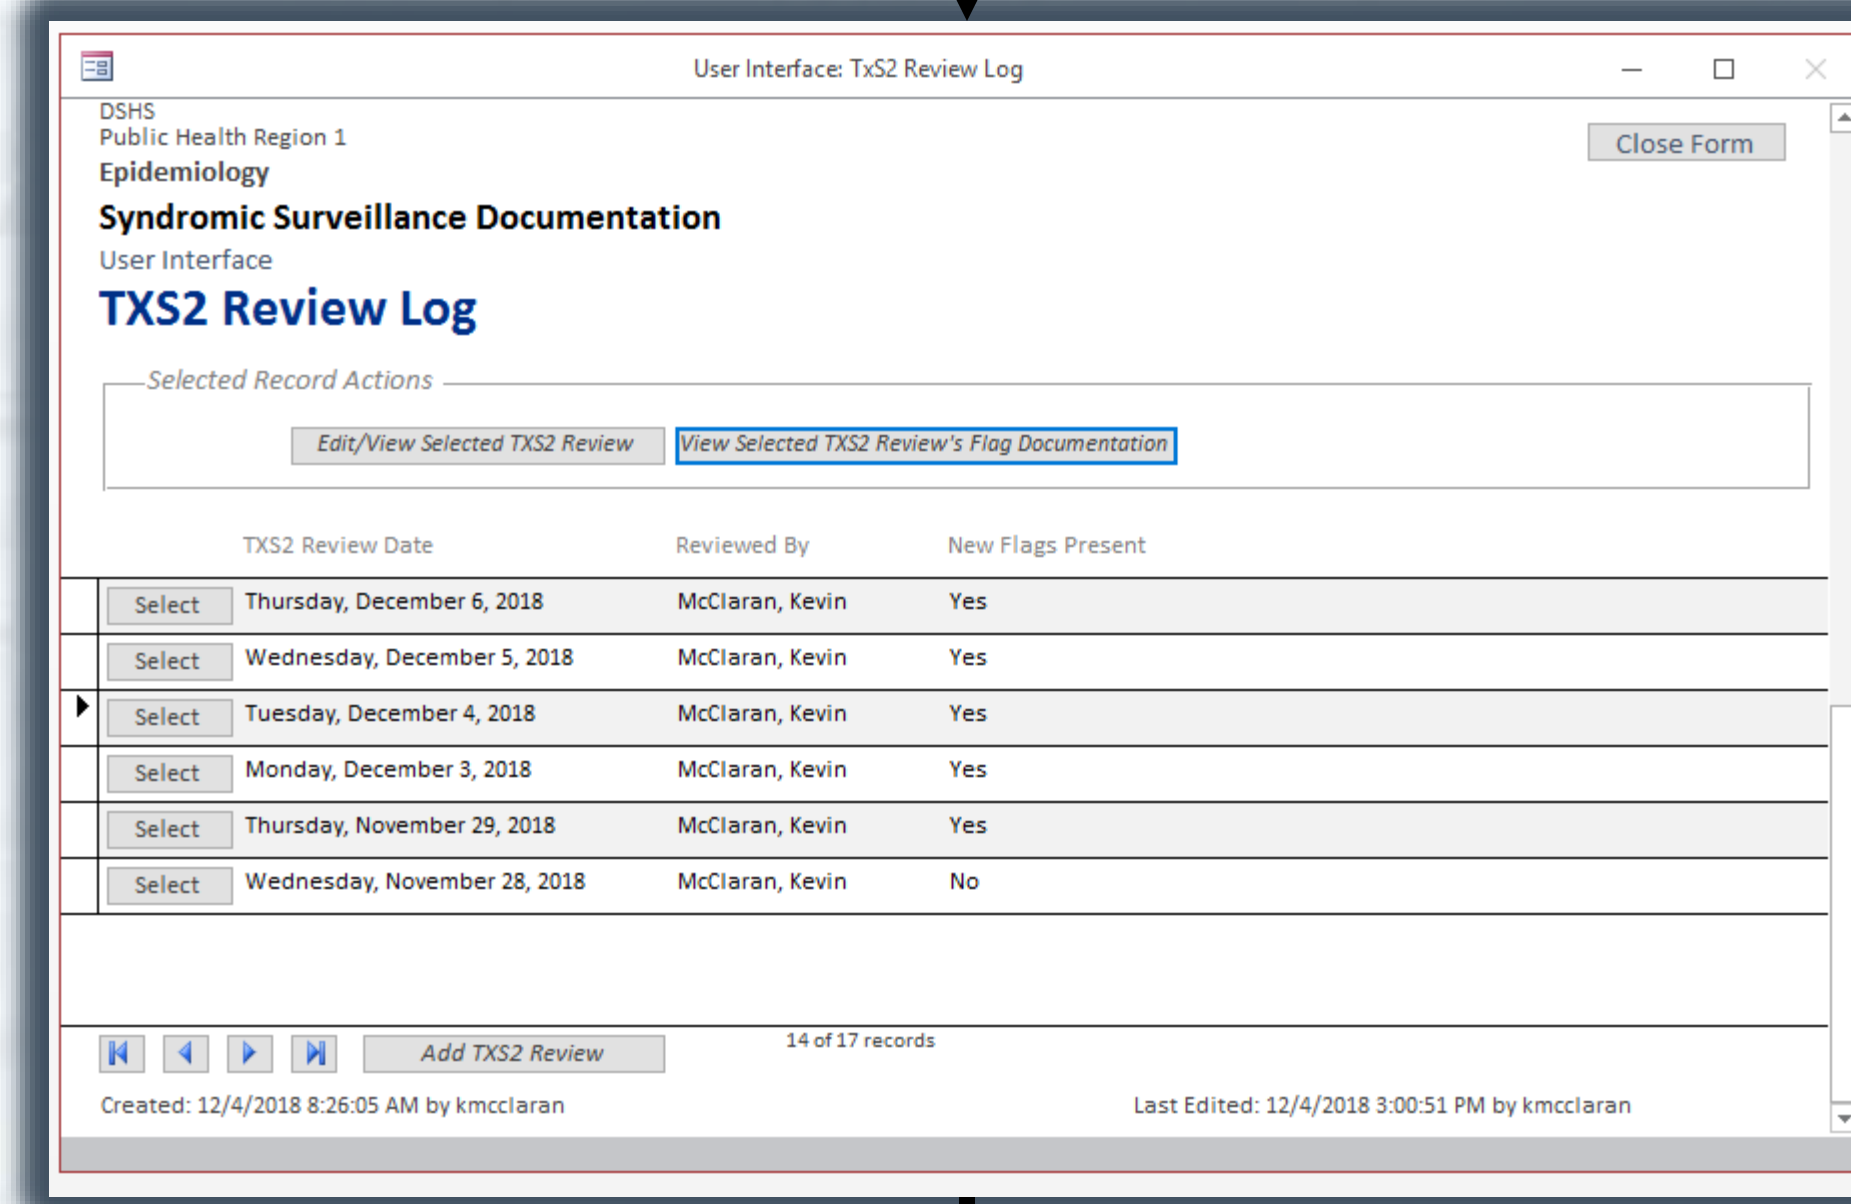 User Interface: TxS2 Review Log
DSHS
Public Health Region 1
Close Form
Epidemiology
Syndromic Surveillance Documentation
User Interface
TXS2 Review Log
Selected Record Actions
Edit/View Selected TXS2 Review View Selected TXS2 Review's Flag Documentation
TXS2 Review Date Reviewed By New Flags Present
Select Thursday, December 6, 2018 McClaran, Kevin Yes
Select Wednesday, December 5, 2018 McClaran, Kevin Yes
Select Tuesday, December 4, 2018 McClaran, Kevin Yes
Select Monday, December 3, 2018 McClaran, Kevin Yes
Select Thursday, November 29, 2018 McClaran, Kevin Yes
Select Wednesday, November 28, 2018 McClaran, Kevin No
Add TXS2 Review 14 of 17 records
Created: 12/4/2018 8:26:05 AM by kmcclaran Last Edited: 12/4/2018 3:00:51 PM by kmcclaran